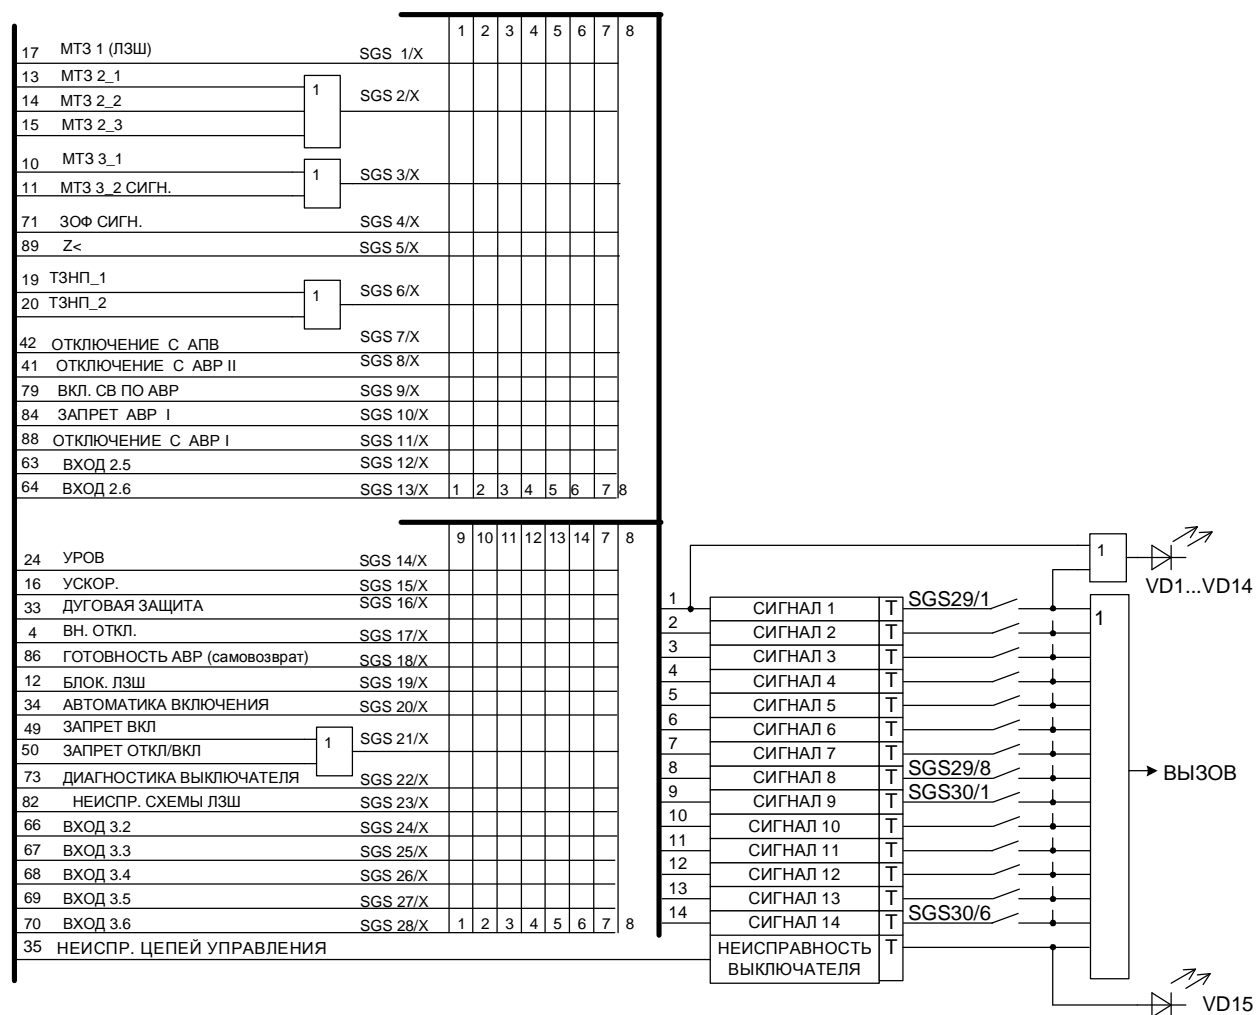 1 2 3 4 5 6 7 8
17 МТЗ 1 (ЛЗШ) SGS 1/X
13 МТЗ 2_1
14 МТЗ 2_2 1 SGS 2/X
15 МТЗ 2_3
10 МТЗ 3_1
11 МТЗ 3_2 СИГН. 1 SGS 3/X
71 ЗОФ СИГН. SGS 4/X
89 Z< SGS 5/X
19 ТЗНП_1
20 ТЗНП_2 1 SGS 6/X
42 ОТКЛЮЧЕНИЕ С АПВ SGS 7/X
41 ОТКЛЮЧЕНИЕ С АВР II SGS 8/X
79 ВКЛ. СВ ПО АВР SGS 9/X
84 ЗАПРЕТ АВР I SGS 10/X
88 ОТКЛЮЧЕНИЕ С АВР I SGS 11/X
63 ВХОД 2.5 SGS 12/X
64 ВХОД 2.6 SGS 13/X 1 2 3 4 5 6 7 8
9 10 11 12 13 14 7 8
24 УРОВ SGS 14/X
16 УСКОР. SGS 15/X
33 ДУГОВАЯ ЗАЩИТА SGS 16/X
4 ВН. ОТКЛ. SGS 17/X
86 ГОТОВНОСТЬ АВР (самовозврат) SGS 18/X
12 БЛОК. ЛЗШ SGS 19/X
34 АВТОМАТИКА ВКЛЮЧЕНИЯ SGS 20/X
49 ЗАПРЕТ ВКЛ
50 ЗАПРЕТ ОТКЛ/ВКЛ 1 SGS 21/X
73 ДИАГНОСТИКА ВЫКЛЮЧАТЕЛЯ SGS 22/X
82 НЕИСПР. СХЕМЫ ЛЗШ SGS 23/X
66 ВХОД 3.2 SGS 24/X
67 ВХОД 3.3 SGS 25/X
68 ВХОД 3.4 SGS 26/X
69 ВХОД 3.5 SGS 27/X
70 ВХОД 3.6 SGS 28/X 1 2 3 4 5 6 7 8
35 НЕИСПР. ЦЕПЕЙ УПРАВЛЕНИЯ
1
VD1...VD14
1 СИГНАЛ 1 T SGS29/1 1
2 СИГНАЛ 2 T
3 СИГНАЛ 3 T
4 СИГНАЛ 4 T
5 СИГНАЛ 5 T
6 СИГНАЛ 6 T
7 СИГНАЛ 7 T
8 СИГНАЛ 8 T SGS29/8
ВЫЗОВ
9 СИГНАЛ 9 T SGS30/1
10 СИГНАЛ 10 T
11 СИГНАЛ 11 T
12 СИГНАЛ 12 T
13 СИГНАЛ 13 T
14 СИГНАЛ 14 T SGS30/6
НЕИСПРАВНОСТЬ T
ВЫКЛЮЧАТЕЛЯ
VD15